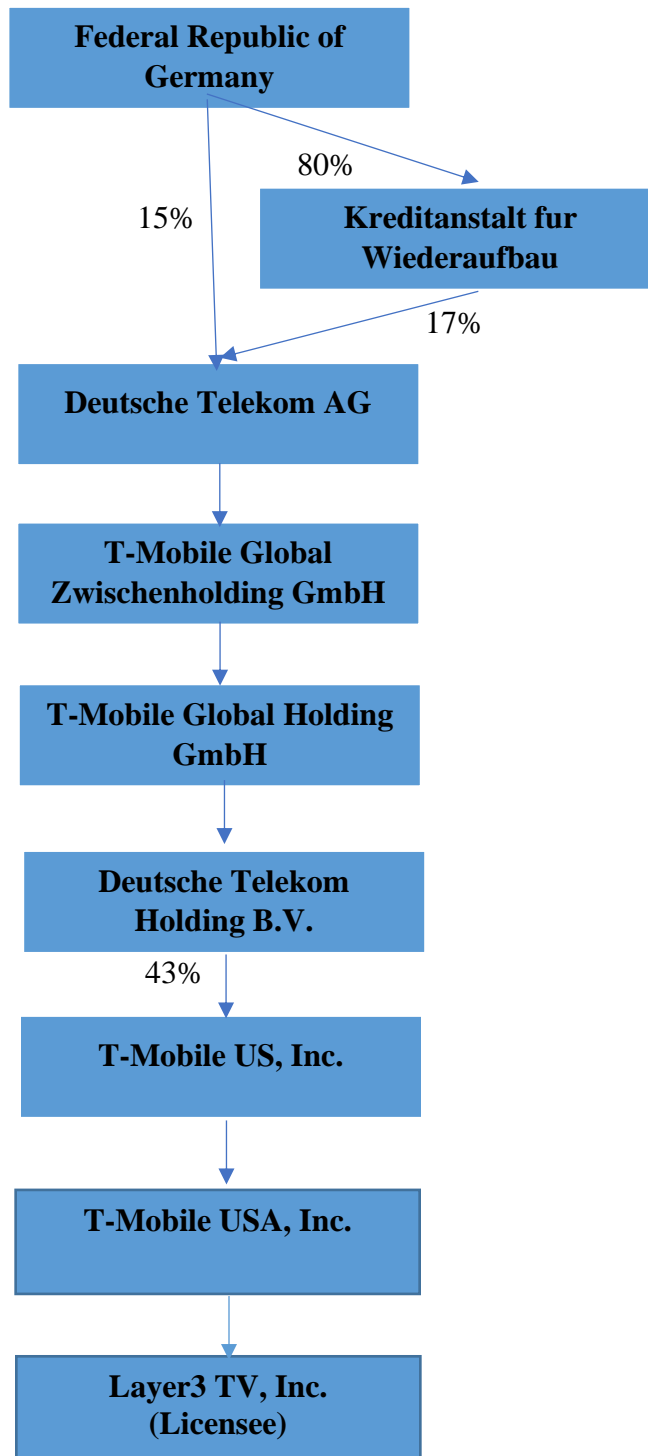 Federal Republic of
Germany
80%
15%
Kreditanstalt fur
Wiederaufbau
17%
Deutsche Telekom AG
T-Mobile Global
Zwischenholding GmbH
T-Mobile Global Holding
GmbH
Deutsche Telekom
Holding B.V.
43%
T-Mobile US, Inc.
T-Mobile USA, Inc.
Layer3 TV, Inc.
(Licensee)